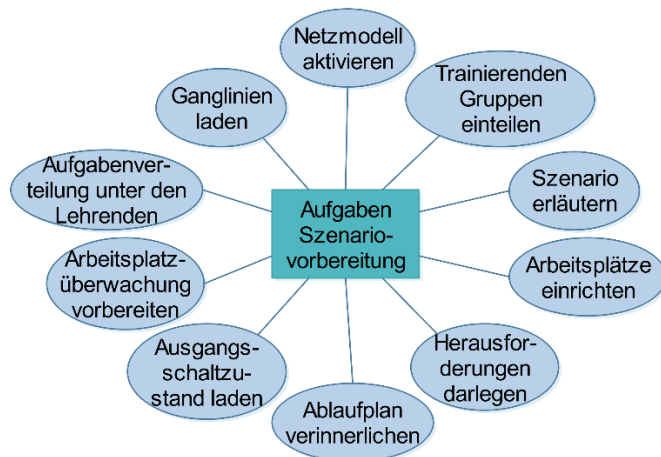 Netzmodell
aktivieren
Trainierenden
Gruppen
einteilen
Ganglinien
laden
Szenario
erläutern
Aufgabenver-
teilung unter den
Lehrenden
Aufgaben
Szenario-
vorbereitung
Arbeitsplatz-
überwachung
vorbereiten
Arbeitsplätze
einrichten
Ausgangs-
schaltzu-
stand laden
Herausfor-
derungen
darlegen
Ablaufplan
verinnerlichen